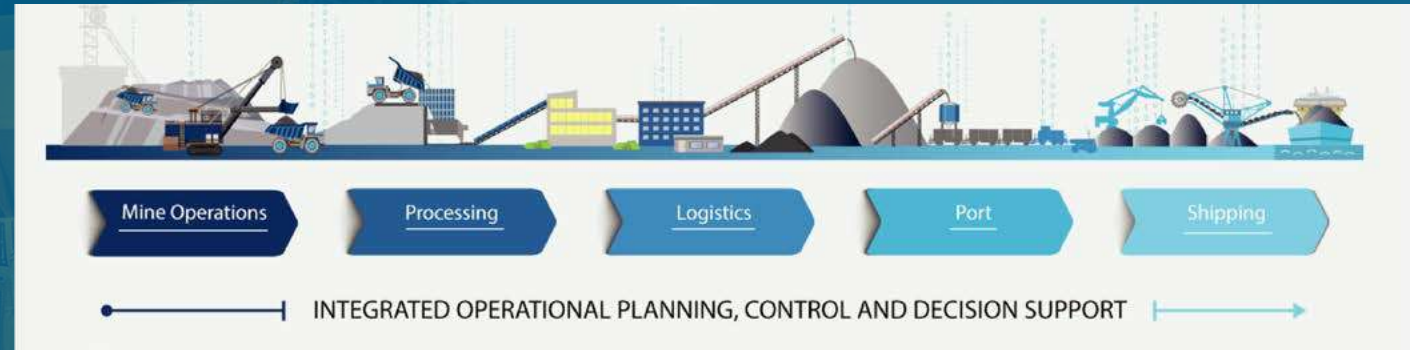 Mine Operations
Processing
Logistics
Port
Shipping
INTEGRATED OPERATIONAL PLANNING, CONTROL AND DECISION SUPPORT